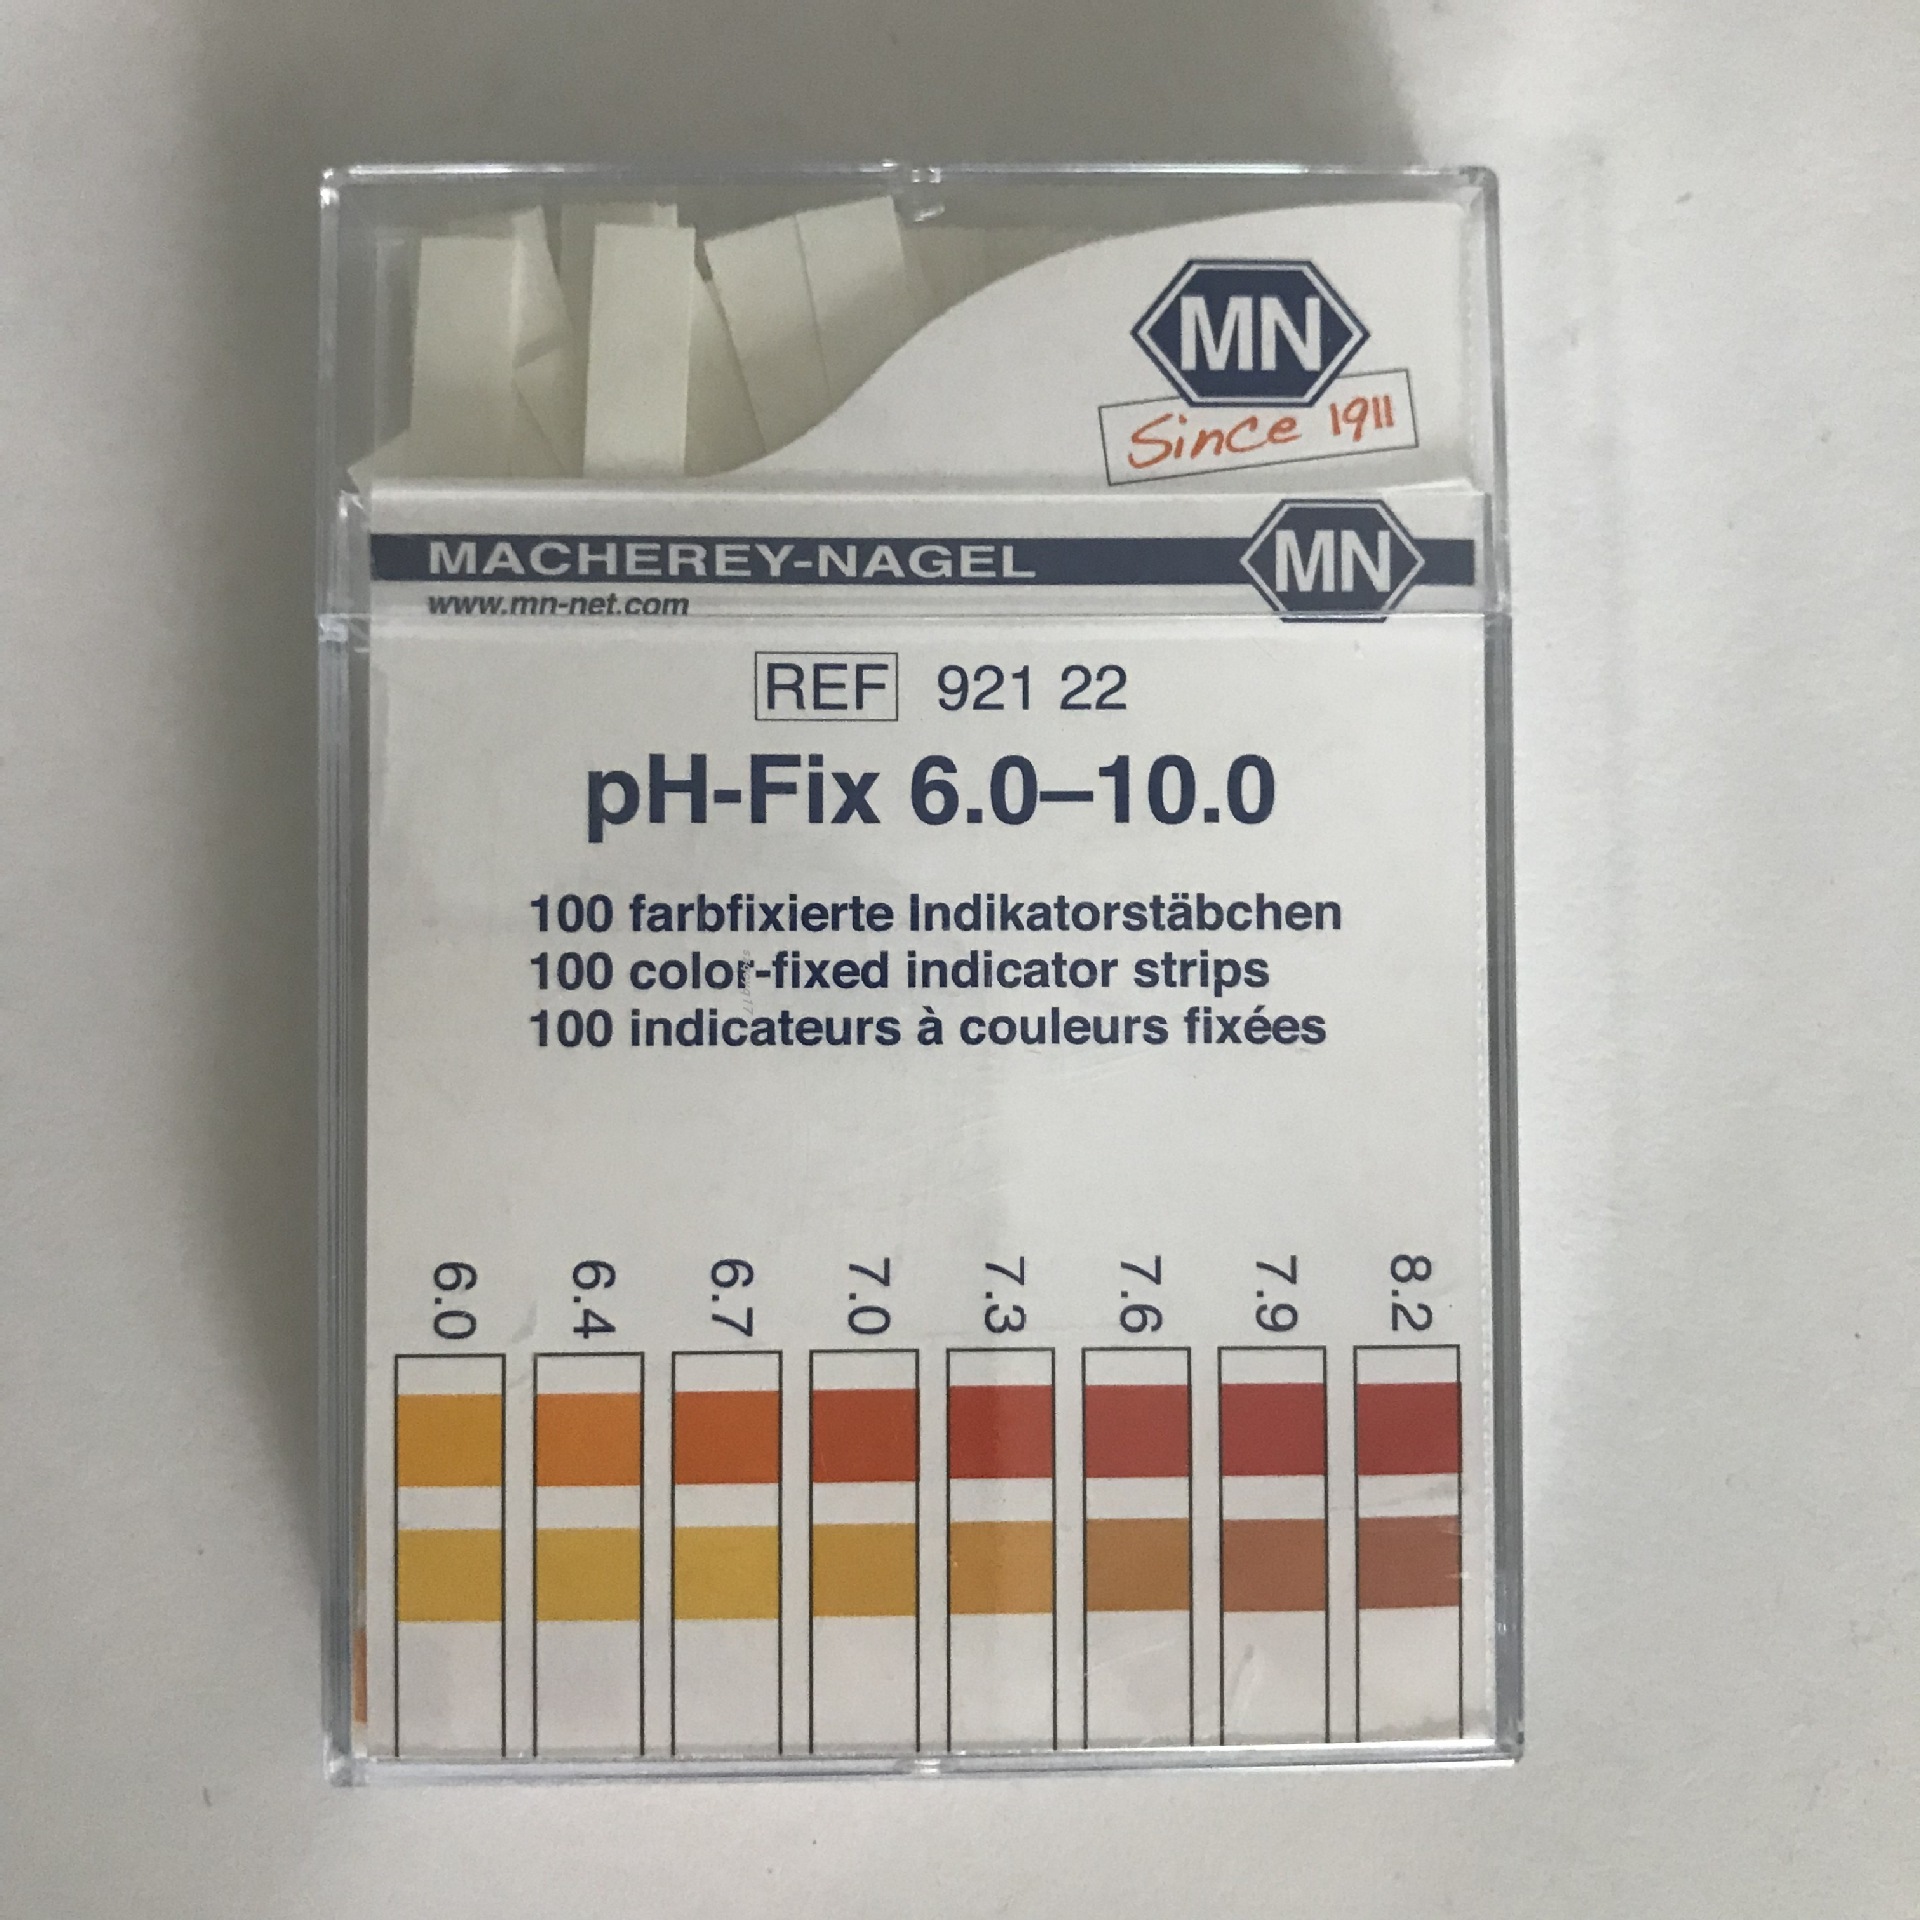 MN
Since 1911
MACHEREY-NAGEL
MN
www.mn-net.com
REF 921 22
pH-Fix 6.0–10.0
100 farbfixierte Indikatorstäbchen
100 color-fixed indicator strips
100 indicateurs à couleurs fixées
6.0 6.4 6.7 7.0 7.3 7.6 7.9 8.2